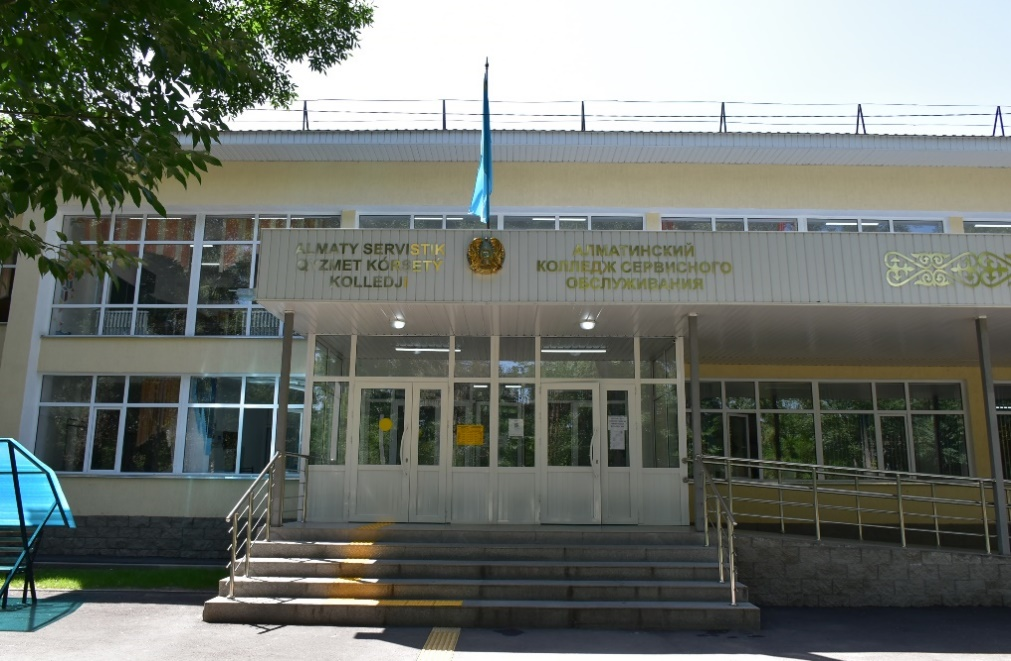 ALMATY SERVISTIK
QYZMET KÓRSETÝ
KOLLEDJI
АЛМАТИНСКИЙ
КОЛЛЕДЖ СЕРВИСНОГО
ОБСЛУЖИВАНИЯ